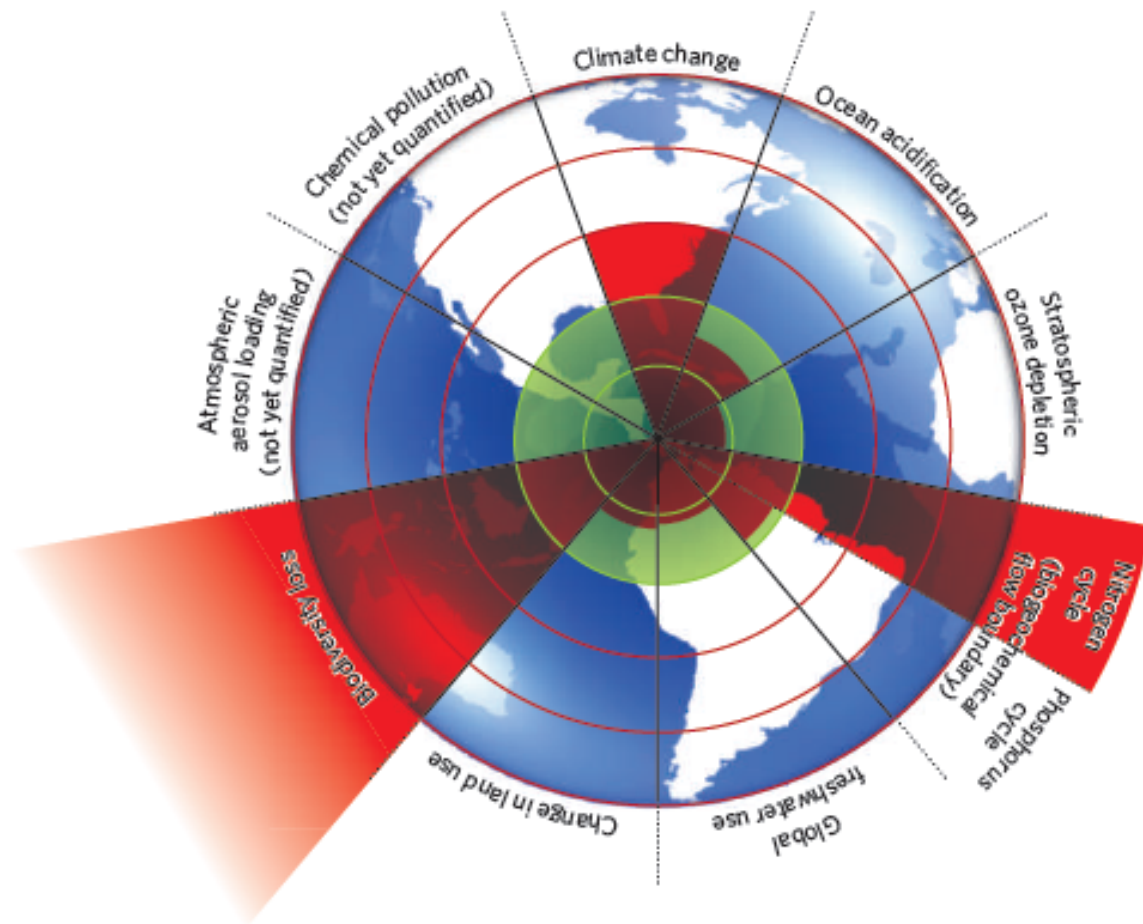 Climate change
Ocean acidification
Stratospheric
ozone depletion
Nitrogen
cycle
(biogeochemical
flow boundary)
Phosphorus
cycle
Global
freshwater use
Change in land use
Biodiversity loss
Atmospheric
aerosol loading
(not yet quantified)
Chemical pollution
(not yet quantified)